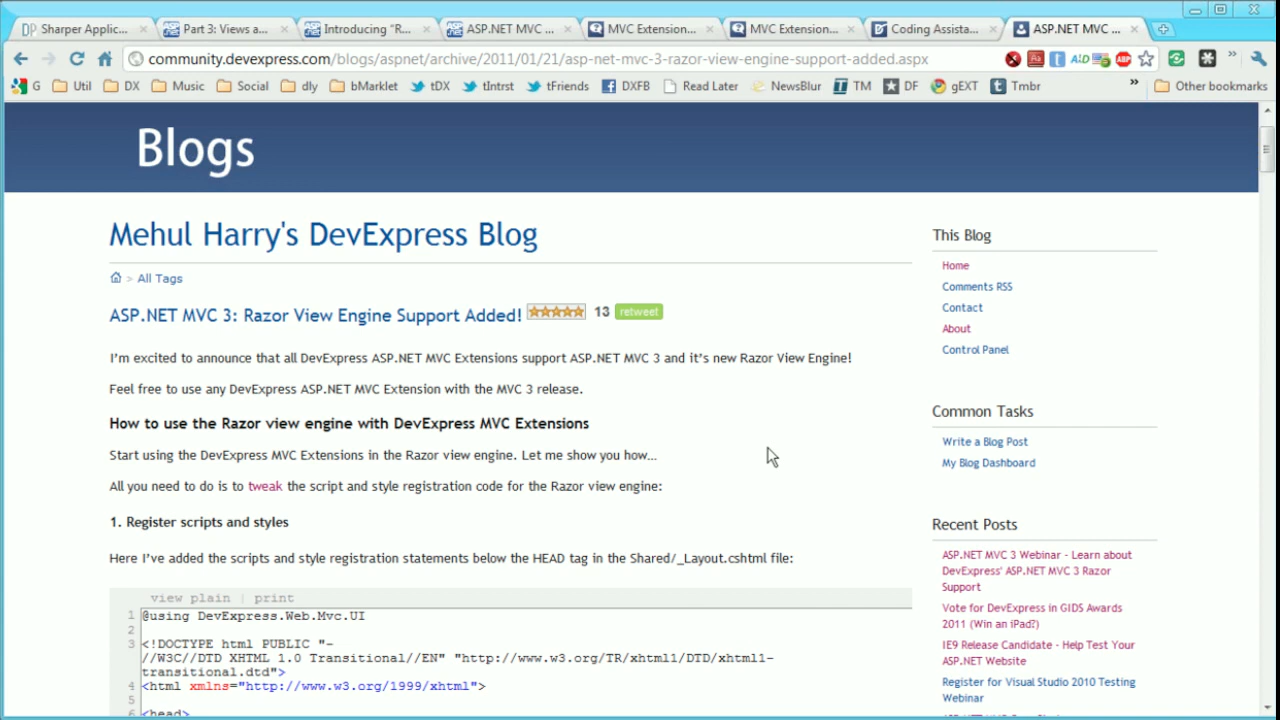 Sharper Applic...
Part 3: Views a...
Introducing "R...
ASP.NET MVC ...
MVC Extension...
MVC Extension...
Coding Assista...
ASP.NET MVC ...
community.devexpress.com/blogs/aspnet/archive/2011/01/21/asp-net-mvc-3-razor-view-engine-support-added.aspx
G Util DX Music Social dly bMarklet tDX tIntrst tFriends DXFB Read Later NewsBlur TM DF gEXT Tmbr » Other bookmarks
Blogs
Mehul Harry's DevExpress Blog
> All Tags
ASP.NET MVC 3: Razor View Engine Support Added! 13 retweet
I'm excited to announce that all DevExpress ASP.NET MVC Extensions support ASP.NET MVC 3 and it's new Razor View Engine!
Feel free to use any DevExpress ASP.NET MVC Extension with the MVC 3 release.
How to use the Razor view engine with DevExpress MVC Extensions
Start using the DevExpress MVC Extensions in the Razor view engine. Let me show you how...
All you need to do is to tweak the script and style registration code for the Razor view engine:
1. Register scripts and styles
Here I've added the scripts and style registration statements below the HEAD tag in the Shared/_Layout.cshtml file:
view plain | print
1 @using DevExpress.Web.Mvc.UI
2
3 <!DOCTYPE html PUBLIC "-
//W3C//DTD XHTML 1.0 Transitional//EN" "http://www.w3.org/TR/xhtml1/DTD/xhtml1-
transitional.dtd">
4 <html xmlns="http://www.w3.org/1999/xhtml">
5
6 <head>
This Blog
Home
Comments RSS
Contact
About
Control Panel
Common Tasks
Write a Blog Post
My Blog Dashboard
Recent Posts
ASP.NET MVC 3 Webinar - Learn about
DevExpress' ASP.NET MVC 3 Razor
Support
Vote for DevExpress in GIDS Awards
2011 (Win an iPad?)
IE9 Release Candidate - Help Test Your
ASP.NET Website
Register for Visual Studio 2010 Testing
Webinar